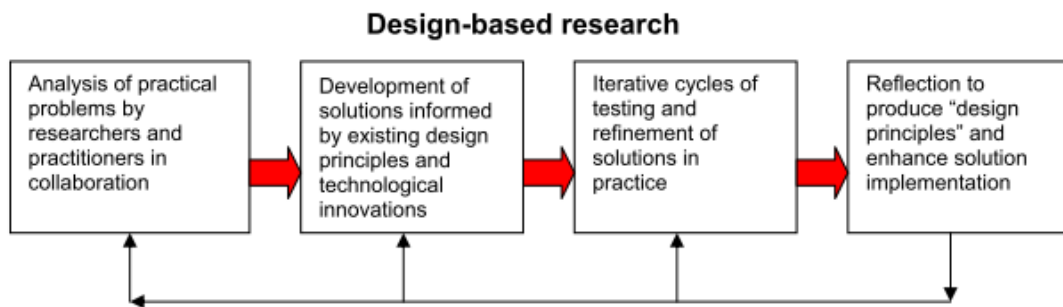 Design-based research
Analysis of practical
problems by
researchers and
practitioners in
collaboration
Development of
solutions informed
by existing design
principles and
technological
innovations
Iterative cycles of
testing and
refinement of
solutions in
practice
Reflection to
produce “design
principles” and
enhance solution
implementation